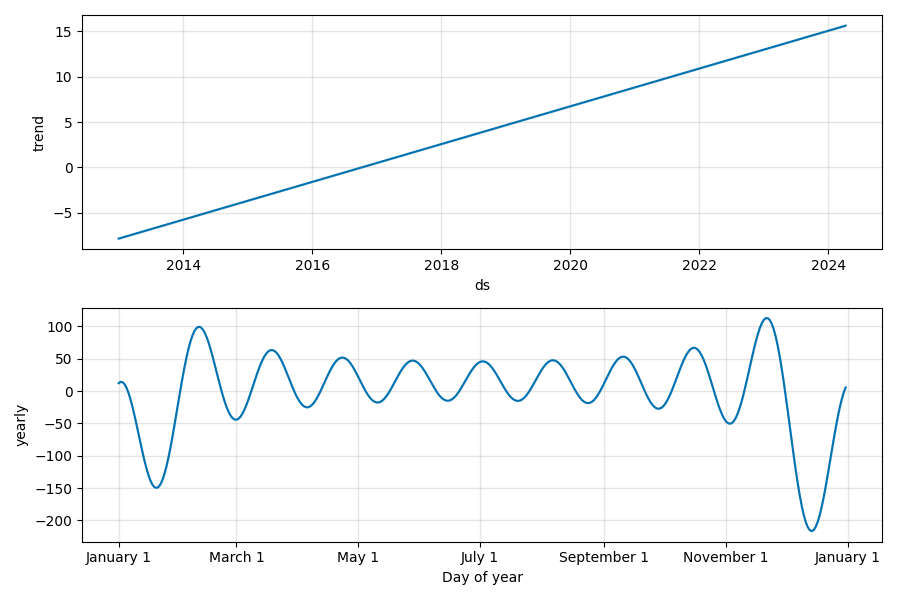 trend
15
10
5
0
−5
2014 2016 2018 2020 2022 2024
ds
yearly
100
50
0
−50
−100
−150
−200
January 1 March 1 May 1 July 1 September 1 November 1 January 1
Day of year